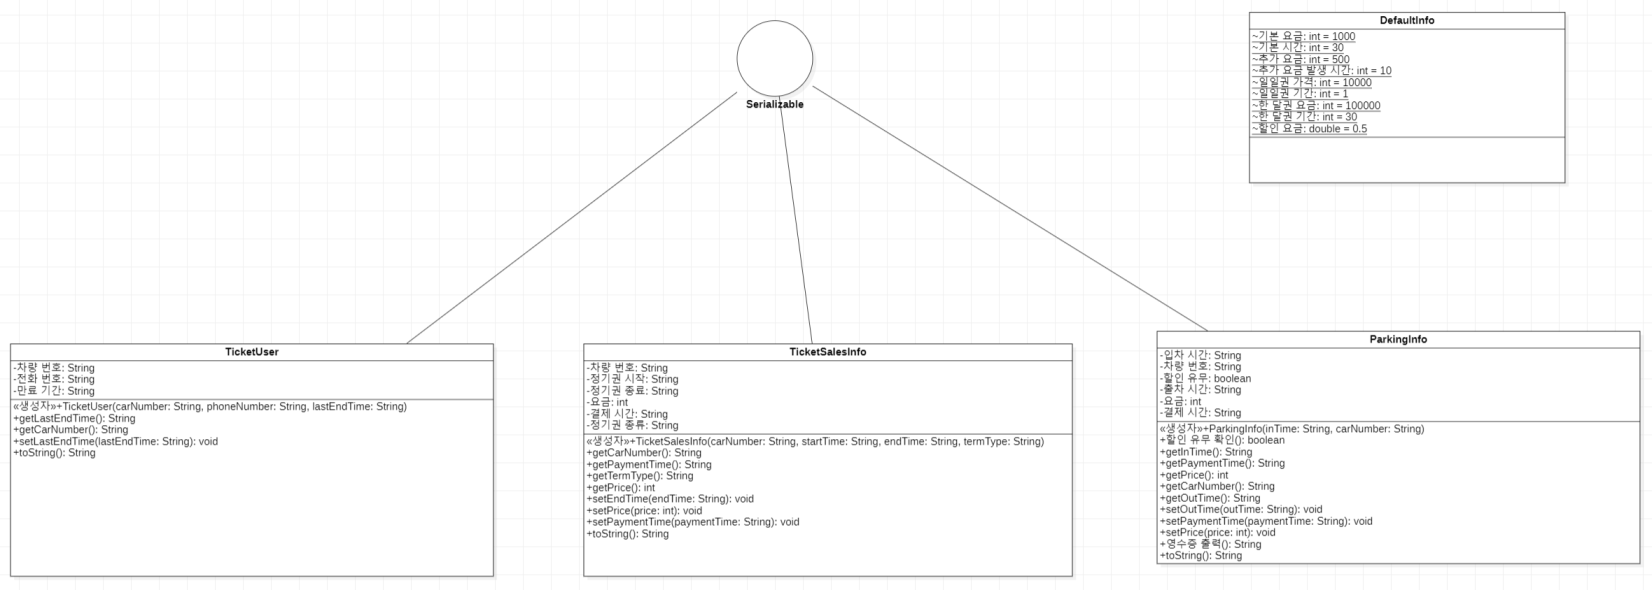 Serializable
DefaultInfo
~기본 요금: int = 1000
~기본 시간: int = 30
~추가 요금: int = 500
~추가 요금 발생 시간: int = 10
~일일권 가격: int = 10000
~일일권 기간: int = 1
~한 달권 요금: int = 100000
~한 달권 기간: int = 30
~할인 요금: double = 0.5
TicketUser
-차량 번호: String
-전화 번호: String
-만료 기간: String
«생성자»+TicketUser(carNumber: String, phoneNumber: String, lastEndTime: String)
+getLastEndTime(): String
+getCarNumber(): String
+setLastEndTime(lastEndTime: String): void
+toString(): String
TicketSalesInfo
-차량 번호: String
-정기권 시작: String
-정기권 종료: String
-요금: int
-결제 시간: String
-정기권 종류: String
«생성자»+TicketSalesInfo(carNumber: String, startTime: String, endTime: String, termType: String)
+getCarNumber(): String
+getPaymentTime(): String
+getTermType(): String
+getPrice(): int
+setEndTime(endTime: String): void
+setPrice(price: int): void
+setPaymentTime(paymentTime: String): void
+toString(): String
ParkingInfo
-입차 시간: String
-차량 번호: String
-할인 유무: boolean
-출차 시간: String
-요금: int
-결제 시간: String
«생성자»+ParkingInfo(inTime: String, carNumber: String)
+할인 유무 확인(): boolean
+getInTime(): String
+getPaymentTime(): String
+getPrice(): int
+getCarNumber(): String
+getOutTime(): String
+setOutTime(outTime: String): void
+setPaymentTime(paymentTime: String): void
+setPrice(price: int): void
+영수증 출력(): String
+toString(): String